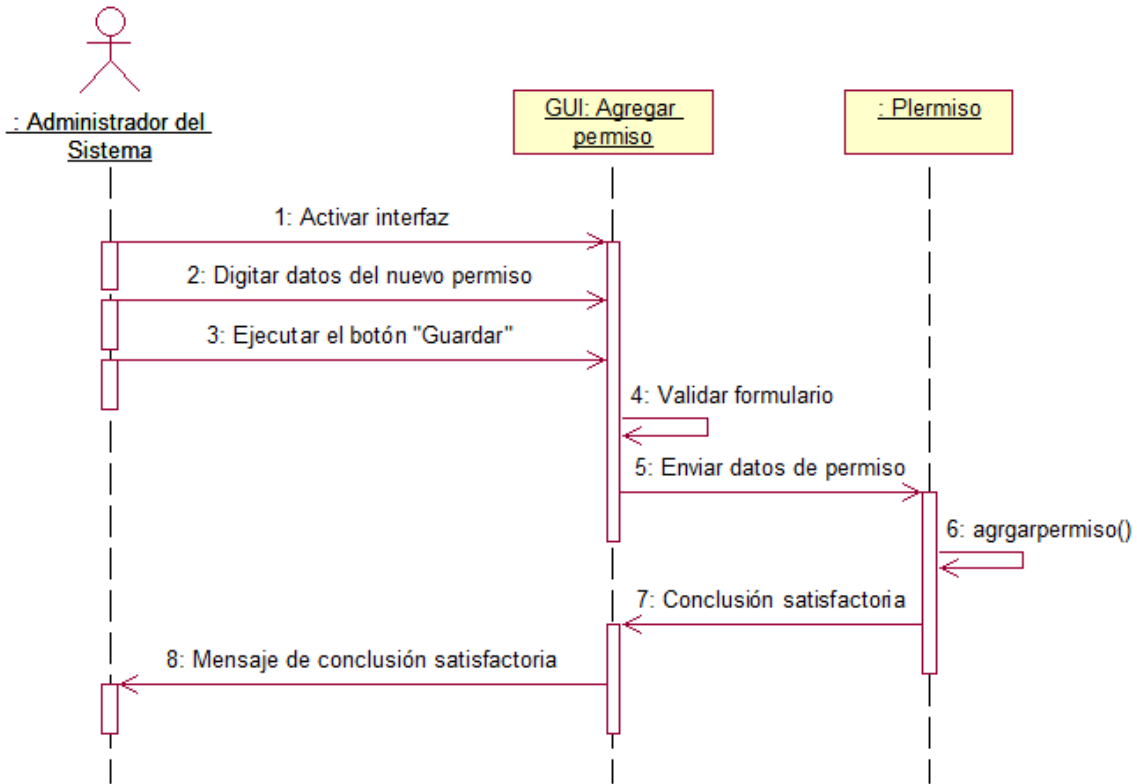 : Administrador del
Sistema
GUI: Agregar
permiso
: Plermiso
1: Activar interfaz
2: Digitar datos del nuevo permiso
3: Ejecutar el botón "Guardar"
4: Validar formulario
5: Enviar datos de permiso
6: agrgarpermiso()
7: Conclusión satisfactoria
8: Mensaje de conclusión satisfactoria